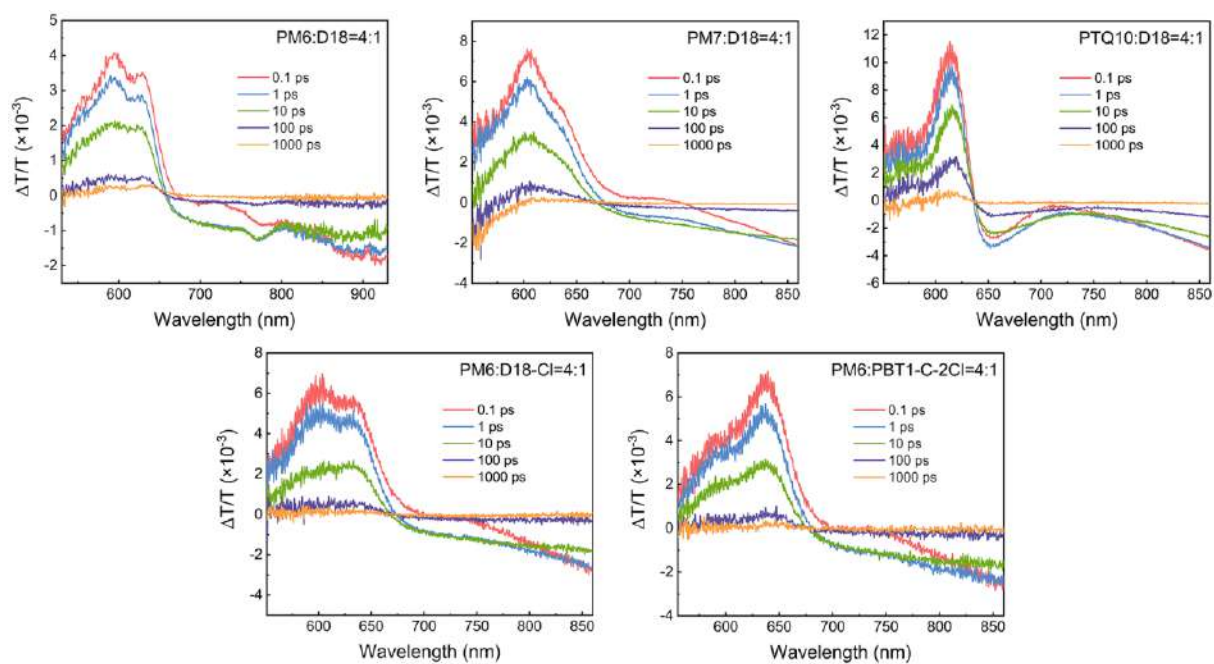 PM6:D18=4:1
0.1 ps
1 ps
10 ps
100 ps
1000 ps
ΔT/T (×10⁻³)
5
4
3
2
1
0
-1
-2
600
700
800
900
Wavelength (nm)
PM7:D18=4:1
0.1 ps
1 ps
10 ps
100 ps
1000 ps
ΔT/T (×10⁻³)
8
6
4
2
0
-2
-4
600
650
700
750
800
850
Wavelength (nm)
PTQ10:D18=4:1
0.1 ps
1 ps
10 ps
100 ps
1000 ps
ΔT/T (×10⁻³)
12
10
8
6
4
2
0
-2
-4
-6
600
650
700
750
800
850
Wavelength (nm)
PM6:D18-Cl=4:1
0.1 ps
1 ps
10 ps
100 ps
1000 ps
ΔT/T (×10⁻³)
8
6
4
2
0
-2
-4
600
650
700
750
800
850
Wavelength (nm)
PM6:PBT1-C-2Cl=4:1
0.1 ps
1 ps
10 ps
100 ps
1000 ps
ΔT/T (×10⁻³)
8
6
4
2
0
-2
-4
600
650
700
750
800
850
Wavelength (nm)